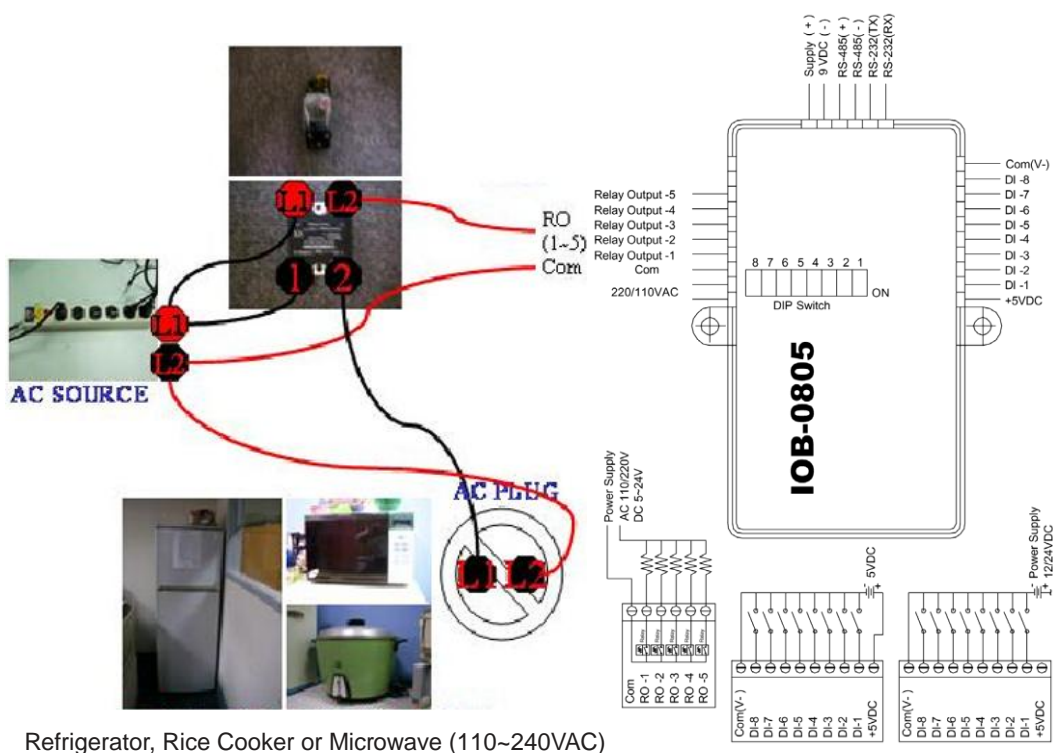 Supply ( + )
9 VDC ( - )
RS-485( + )
RS-485( - )
RS-232(TX)
RS-232(RX)
L1
L2
1
2
RO
(1~5)
Com
L1
L2
AC SOURCE
AC PLUG
L1
L2
Refrigerator, Rice Cooker or Microwave (110~240VAC)
Relay Output -5
Relay Output -4
Relay Output -3
Relay Output -2
Relay Output -1
Com
220/110VAC
Com(V-)
DI -8
DI -7
DI -6
DI -5
DI -4
DI -3
DI -2
DI -1
+5VDC
8 7 6 5 4 3 2 1
ON
DIP Switch
IOB-0805
Power Supply
AC 110/220V
DC 5~24V
Relay
Relay
Relay
Relay
Relay
Com
RO -1
RO -2
RO -3
RO -4
RO -5
+ 5VDC
Com(V- )
DI-8
DI-7
DI-6
DI-5
DI-4
DI-3
DI-2
DI-1
+5VDC
- Power Supply
+ 12/24VDC
Com(V- )
DI-8
DI-7
DI-6
DI-5
DI-4
DI-3
DI-2
DI-1
+5VDC